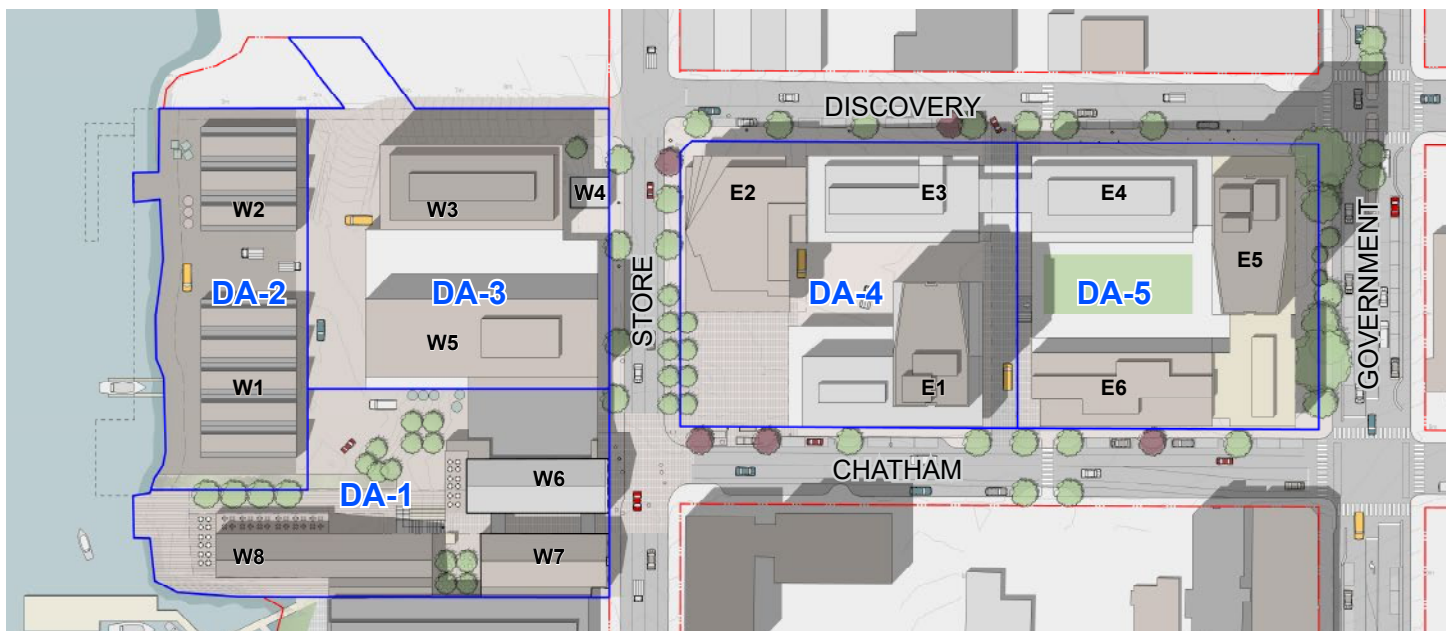 DISCOVERY
W2
W3
W4
E2
E3
E4
E5
DA-2
DA-3
STORE
DA-4
DA-5
GOVERNMENT
W5
W1
E1
E6
CHATHAM
DA-1
W6
W8
W7